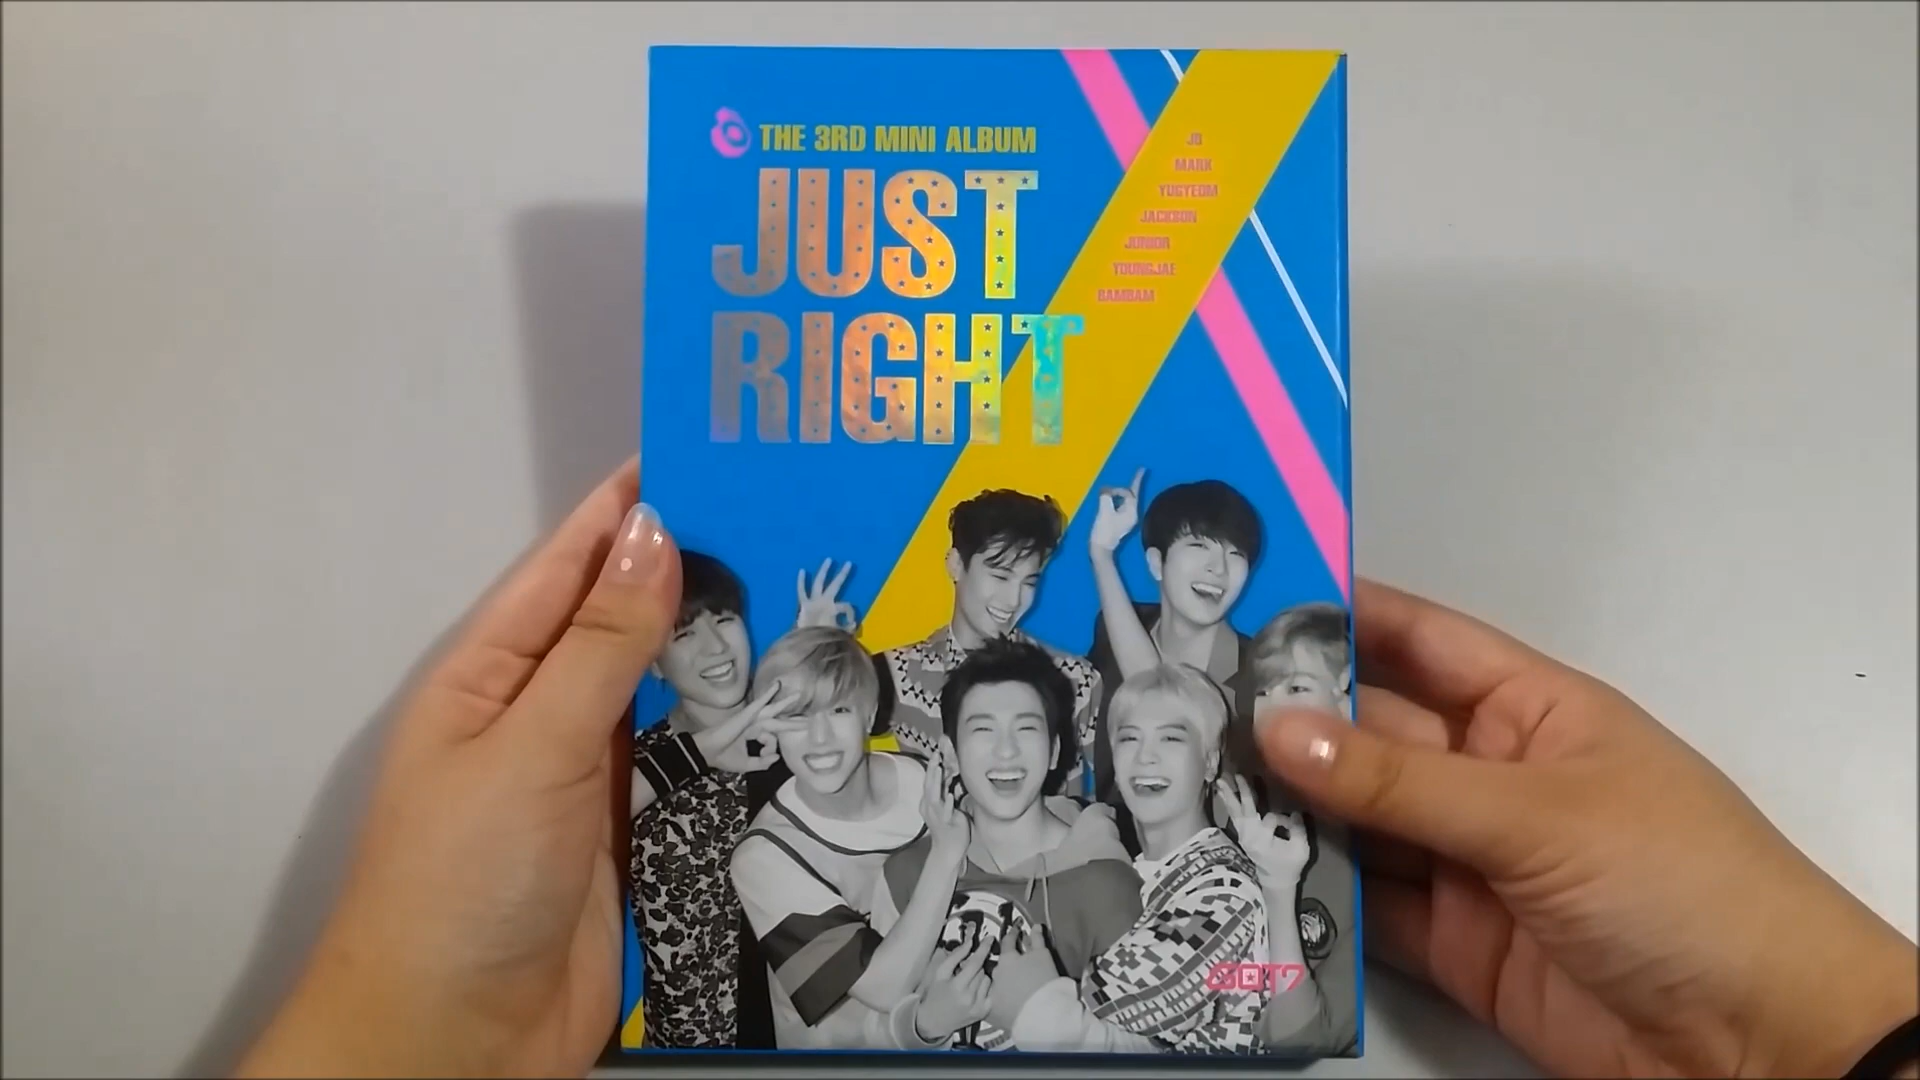 THE 3RD MINI ALBUM
JUST
RIGHT
JB
MARK
YUGYEOM
JACKSON
JUNIOR
YOUNGJAE
BAMBAM
GOT7